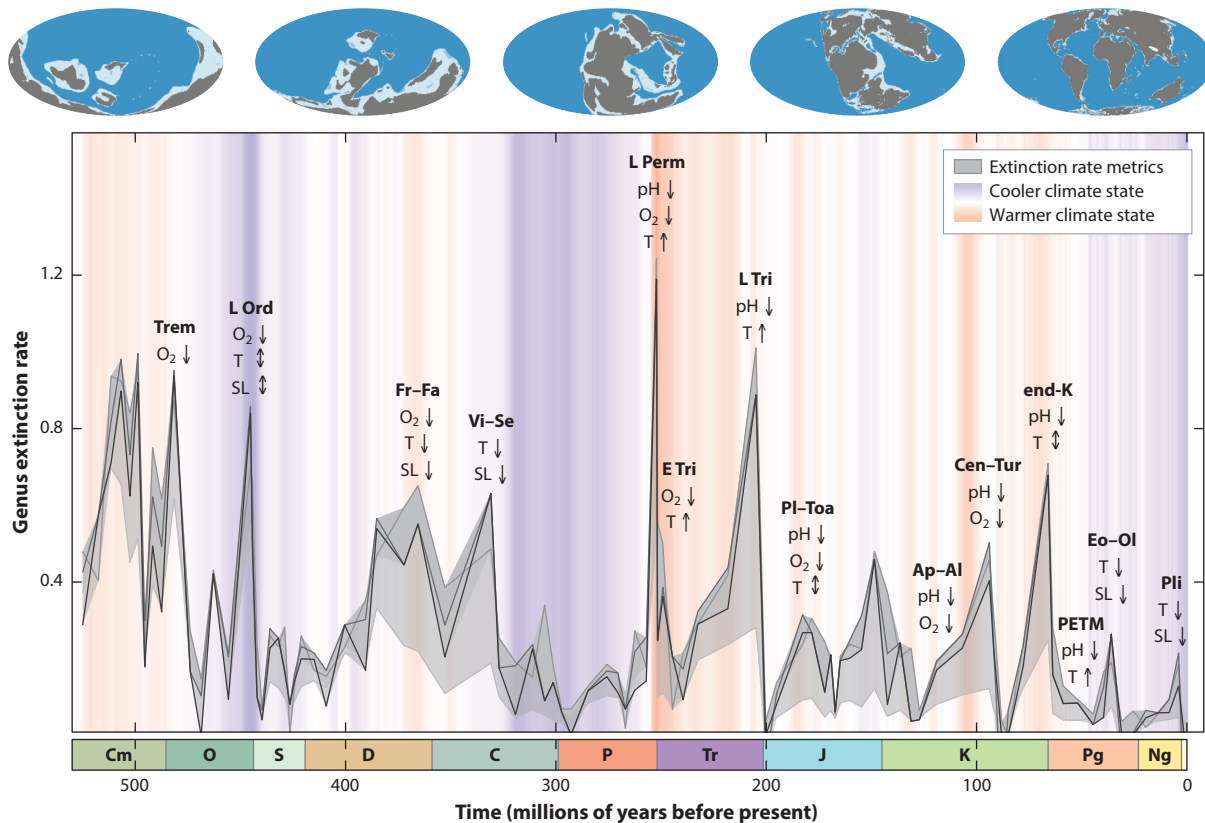 L Perm
pH ↓
O₂ ↓
T ↑
Extinction rate metrics
Cooler climate state
Warmer climate state
1.2
0.8
0.4
Genus extinction rate
Trem
O₂ ↓
L Ord
O₂ ↓
T ↕
SL ↕
Fr–Fa
O₂ ↓
T ↓
SL ↓
Vi–Se
T ↓
SL ↓
E Tri
O₂ ↓
T ↑
L Tri
pH ↓
T ↑
Pl–Toa
pH ↓
O₂ ↓
T ↕
Ap–Al
pH ↓
O₂ ↓
Cen–Tur
pH ↓
O₂ ↓
end-K
pH ↓
T ↕
PETM
pH ↓
T ↑
Eo–Ol
T ↓
SL ↓
Pli
T ↓
SL ↓
Cm O S D C P Tr J K Pg Ng
500 400 300 200 100 0
Time (millions of years before present)